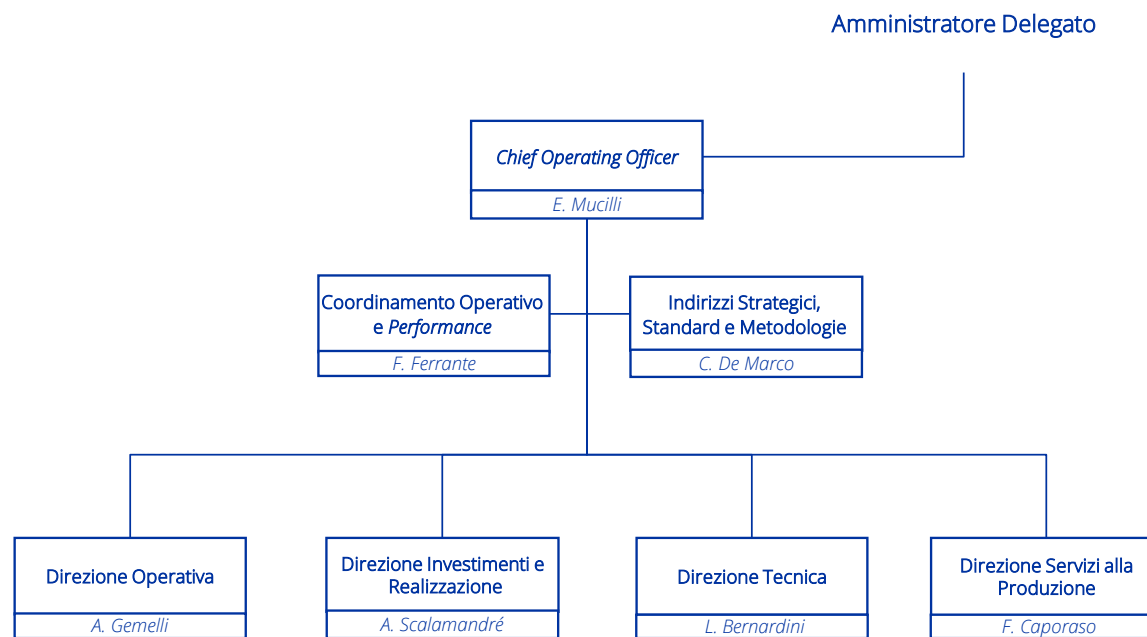 Amministratore Delegato
Chief Operating Officer
E. Mucilli
Coordinamento Operativo
e Performance
F. Ferrante
Indirizzi Strategici,
Standard e Metodologie
C. De Marco
Direzione Operativa
A. Gemelli
Direzione Investimenti e
Realizzazione
A. Scalamandré
Direzione Tecnica
L. Bernardini
Direzione Servizi alla
Produzione
F. Caporaso